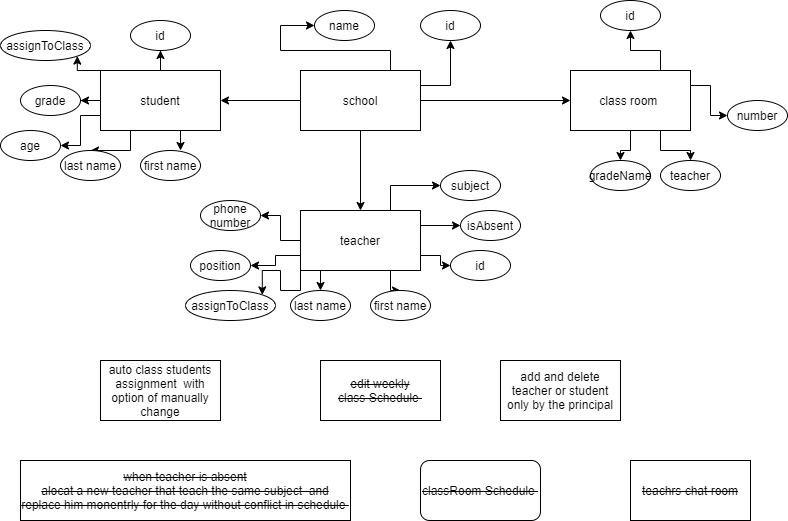 name
id
id
id
assignToClass
student
school
class room
grade
number
age
last name
first name
gradeName
teacher
subject
phone
number
isAbsent
teacher
position
id
assignToClass
last name
first name
auto class students
assignment with
option of manually
change
edit weekly
class Schedule
add and delete
teacher or student
only by the principal
when teacher is absent
alocat a new teacher that teach the same subject and
replace him monentrly for the day without conflict in schedule
classRoom Schedule
teachrs chat room